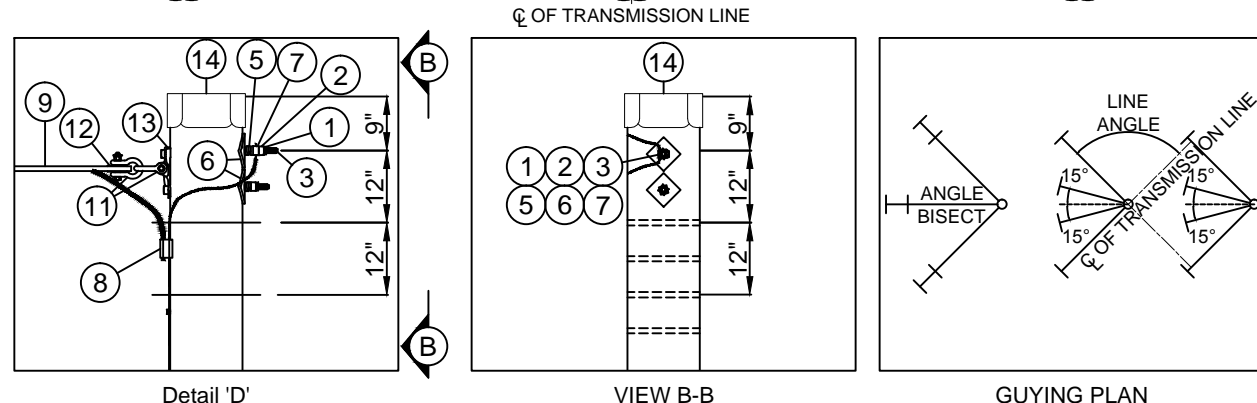 ℄ OF TRANSMISSION LINE
14
5
7
2
B
9
12
13
1
9"
6
3
12"
11
12"
8
B
Detail 'D'
14
9"
1 2 3
12"
5 6 7
12"
VIEW B-B
LINE
ANGLE
℄ OF TRANSMISSION LINE
15°
15°
ANGLE
BISECT
15°
15°
GUYING PLAN